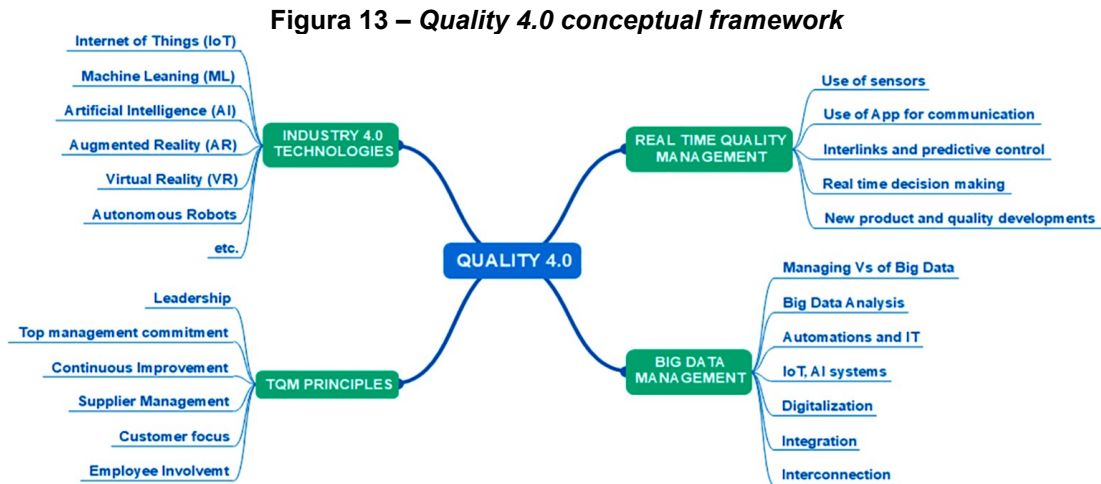 Figura 13 – Quality 4.0 conceptual framework
Internet of Things (IoT)
Machine Leaning (ML)
Artificial Intelligence (AI)
Augmented Reality (AR)
Virtual Reality (VR)
Autonomous Robots
etc.
INDUSTRY 4.0
TECHNOLOGIES
Leadership
Top management commitment
Continuous Improvement
Supplier Management
Customer focus
Employee Involvemt
TQM PRINCIPLES
QUALITY 4.0
REAL TIME QUALITY
MANAGEMENT
Use of sensors
Use of App for communication
Interlinks and predictive control
Real time decision making
New product and quality developments
BIG DATA
MANAGEMENT
Managing Vs of Big Data
Big Data Analysis
Automations and IT
IoT, AI systems
Digitalization
Integration
Interconnection